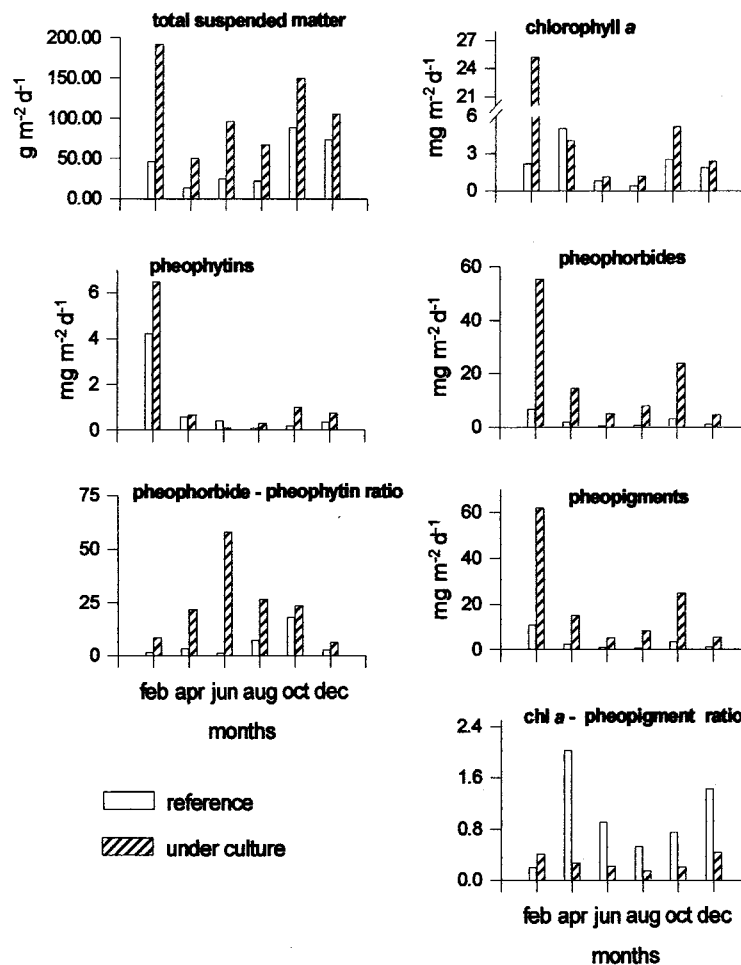 total suspended matter
200.00
150.00
100.00
50.00
0.00
g m-2 d-1
chlorophyll a
27
24
21
6
3
0
mg m-2 d-1
pheophytins
6
4
2
0
mg m-2 d-1
pheophorbides
60
40
20
0
mg m-2 d-1
pheophorbide - pheophytin ratio
75
50
25
0
feb apr jun aug oct dec
months
pheopigments
60
40
20
0
mg m-2 d-1
chl a - pheopigment ratio
2.4
1.6
0.8
0.0
feb apr jun aug oct dec
months
reference
under culture